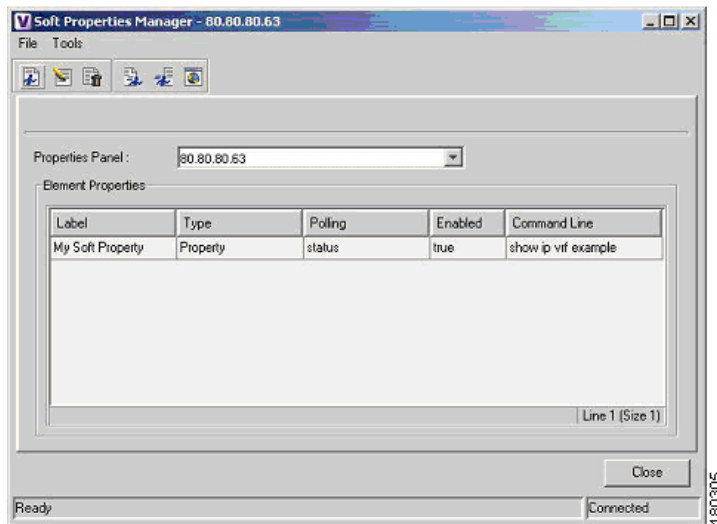 Soft Properties Manager - 80.80.80.63
File Tools
Properties Panel : 80.80.80.63
Element Properties
Label Type Polling Enabled Command Line
My Soft Property Property status true show ip vrf example
Line 1 (Size 1)
Close
Ready Connected
180305